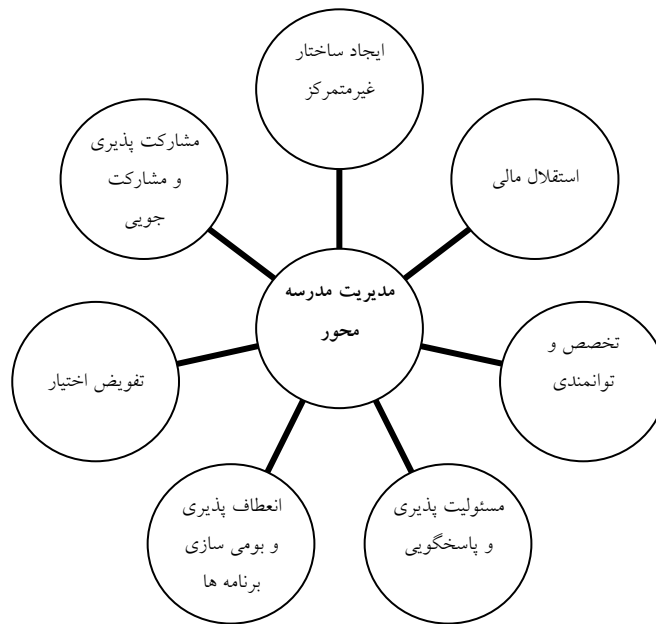 ایجاد ساختار
غیرمتمرکز
استقلال مالی
تخصص و
توانمندی
مسئولیت پذیری
و پاسخگویی
انعطاف پذیری
و بومی سازی
برنامه ها
تفویض اختیار
مشارکت پذیری
و مشارکت
جویی
مدیریت مدرسه
محور